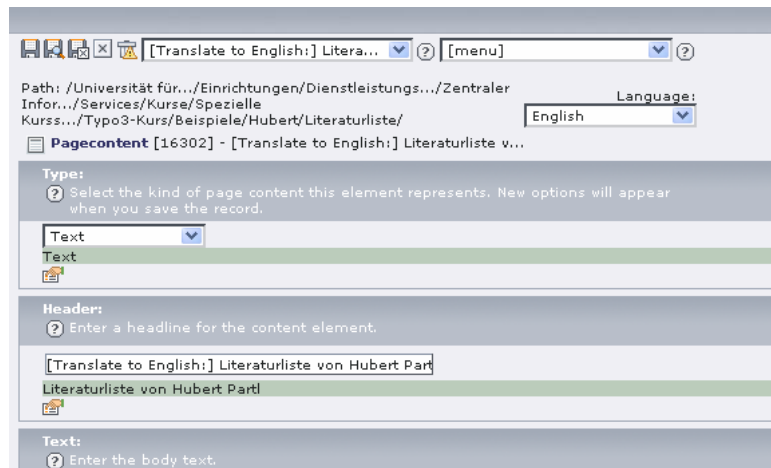 [Translate to English:] Litera... [menu]
Path: /Universität für.../Einrichtungen/Dienstleistungs.../Zentraler
Infor.../Services/Kurse/Spezielle
Kurss.../Typo3-Kurs/Beispiele/Hubert/Literaturliste/
Language:
English
Pagecontent [16302] - [Translate to English:] Literaturliste v...
Type:
Select the kind of page content this element represents. New options will appear
when you save the record.
Text
Text
Header:
Enter a headline for the content element.
[Translate to English:] Literaturliste von Hubert Part
Literaturliste von Hubert Partl
Text:
Enter the body text.